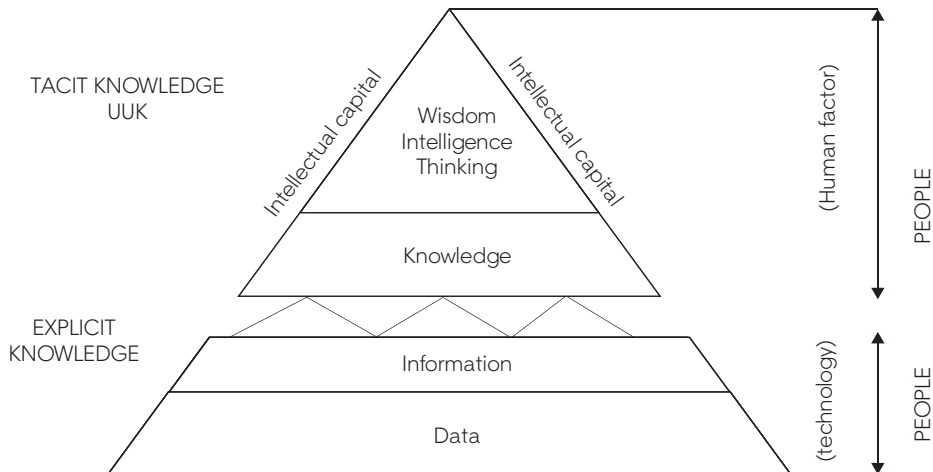 TACIT KNOWLEDGE
UUK
Intellectual capital
Wisdom
Intelligence
Thinking
Intellectual capital
(Human factor)
PEOPLE
Knowledge
EXPLICIT
KNOWLEDGE
Information
Data
(technology)
PEOPLE